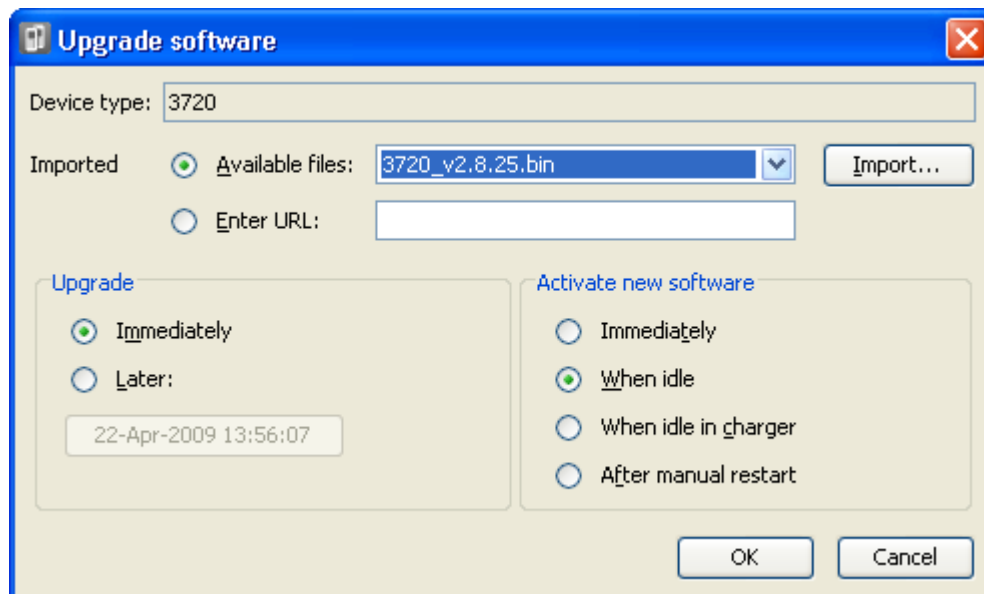 Upgrade software
Device type: 3720
Imported Available files: 3720_v2.8.25.bin Import...
Enter URL:
Upgrade
Immediately
Later:
22-Apr-2009 13:56:07
Activate new software
Immediately
When idle
When idle in charger
After manual restart
OK Cancel